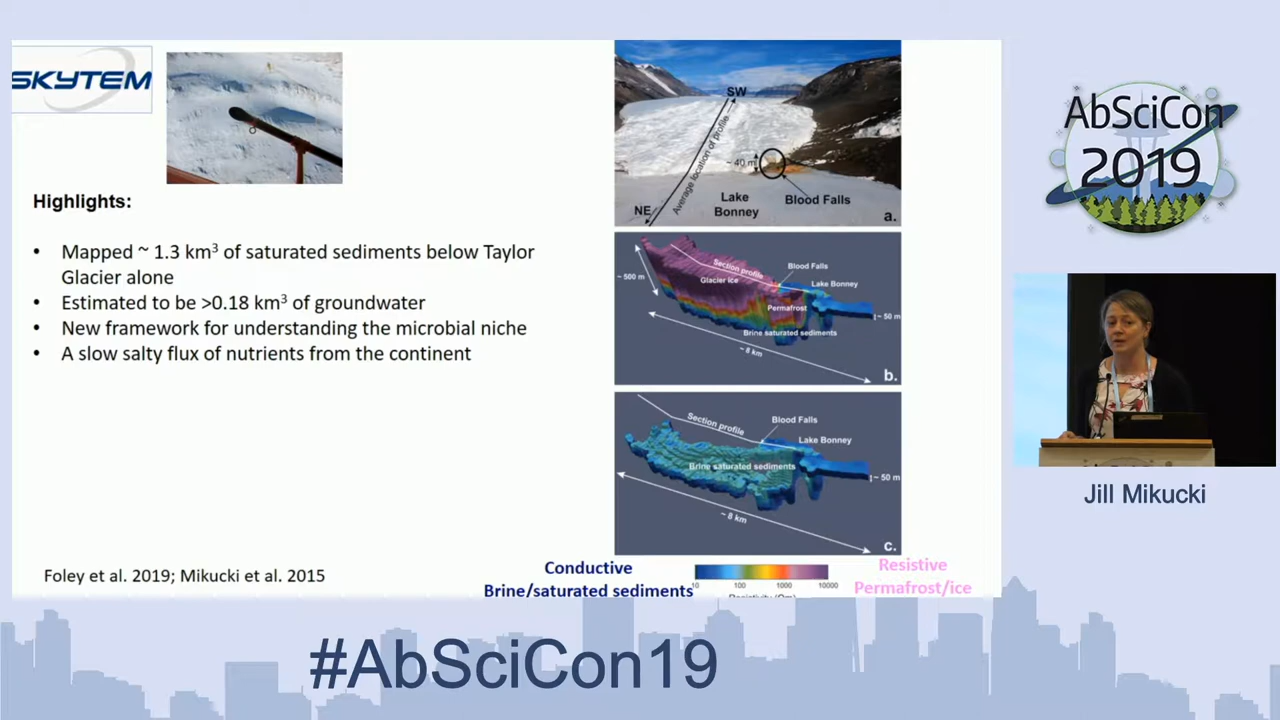 SKYTEM
Highlights:
• Mapped ~ 1.3 km³ of saturated sediments below Taylor
Glacier alone
• Estimated to be >0.18 km³ of groundwater
• New framework for understanding the microbial niche
• A slow salty flux of nutrients from the continent
Foley et al. 2019; Mikucki et al. 2015
SW
Average location of profile
~ 40 m
NE
Lake
Bonney
Blood Falls
a.
~ 500 m
Section profile
Blood Falls
Glacier ice
Lake Bonney
Permafrost
~ 50 m
Brine saturated sediments
~ 8 km
b.
Section profile
Blood Falls
Lake Bonney
Brine saturated sediments
~ 50 m
~ 8 km
c.
Conductive
Brine/saturated sediments
10 100 1000 10000
Resistive
Permafrost/ice
AbSciCon
2019
Jill Mikucki
#AbSciCon19